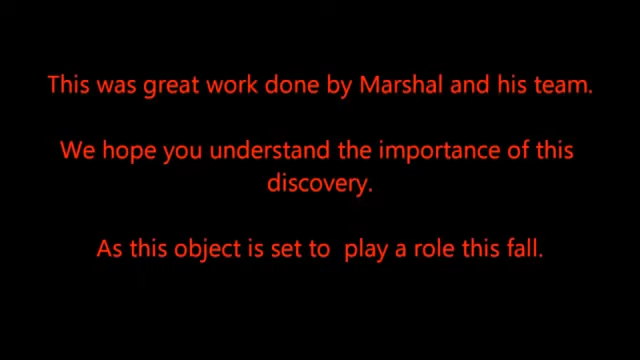 This was great work done by Marshal and his team.
We hope you understand the importance of this
discovery.
As this object is set to  play a role this fall.